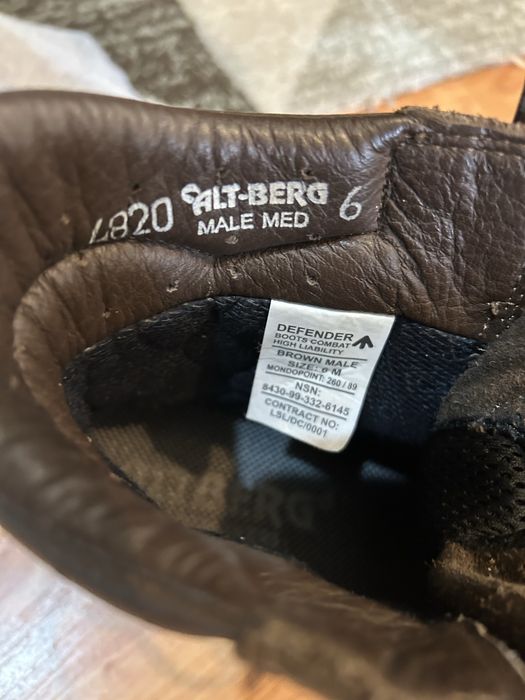 4820 ALT-BERG 6
MALE MED
DEFENDER
BOOTS COMBAT
HIGH LIABILITY
BROWN MALE
SIZE: 6 M
MONDOPOINT: 260 / 89
NSN:
8430-99-332-6145
CONTRACT NO:
LSL/DC/0001